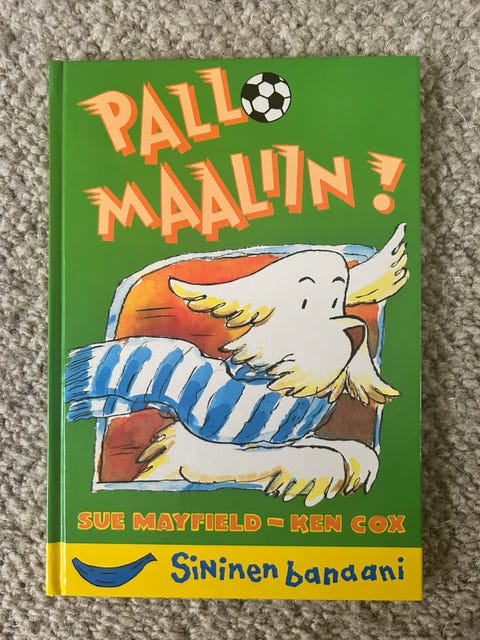 PALLO
MAALIIN!
SUE MAYFIELD – KEN COX
Sininen banaani